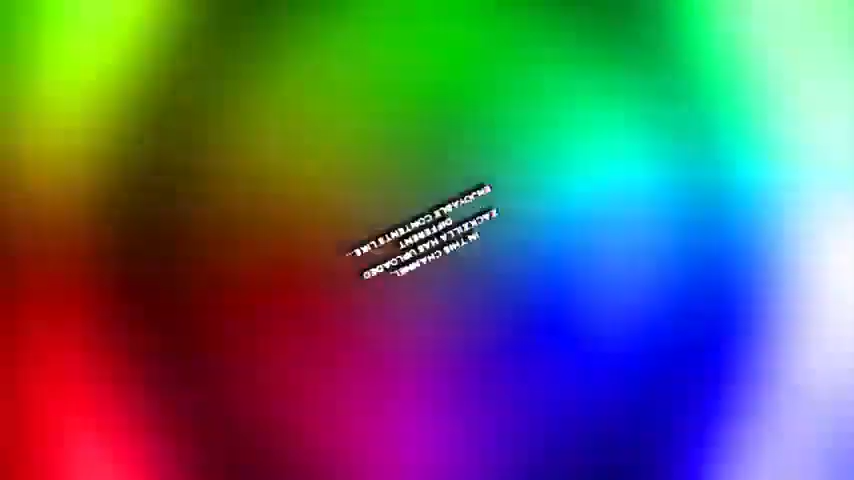 IN THIS CHANNEL,
ZACKZILLA HAS UPLOADED
DIFFERENT
ENJOYABLE CONTENTS LIKE...